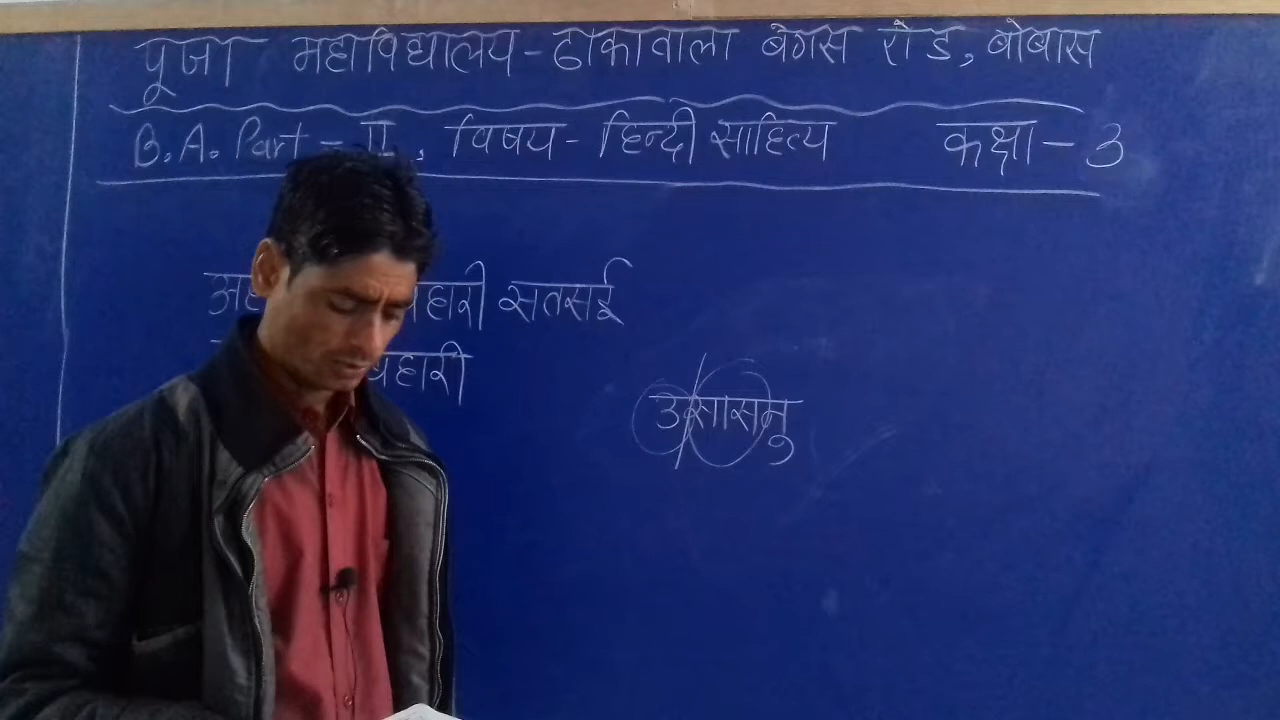 पूजा महाविद्यालय-ढाकावाला बेगस रोड, बोबास
B.A. Part - II, विषय - हिन्दी साहित्य कक्षा - 3
सतसई
उसासनु